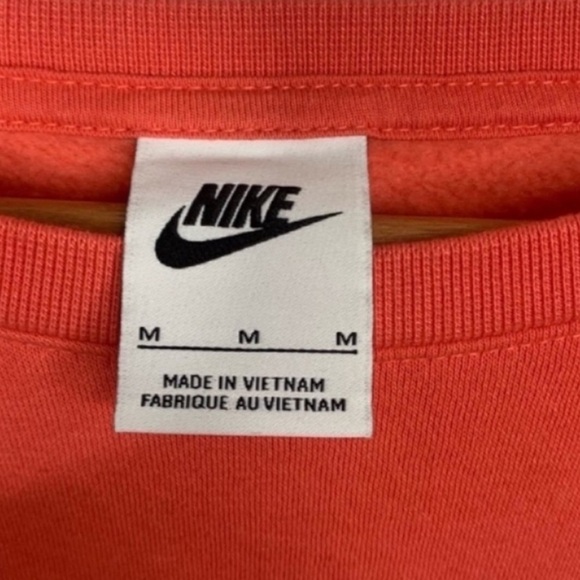 NIKE
M M M
MADE IN VIETNAM
FABRIQUE AU VIETNAM